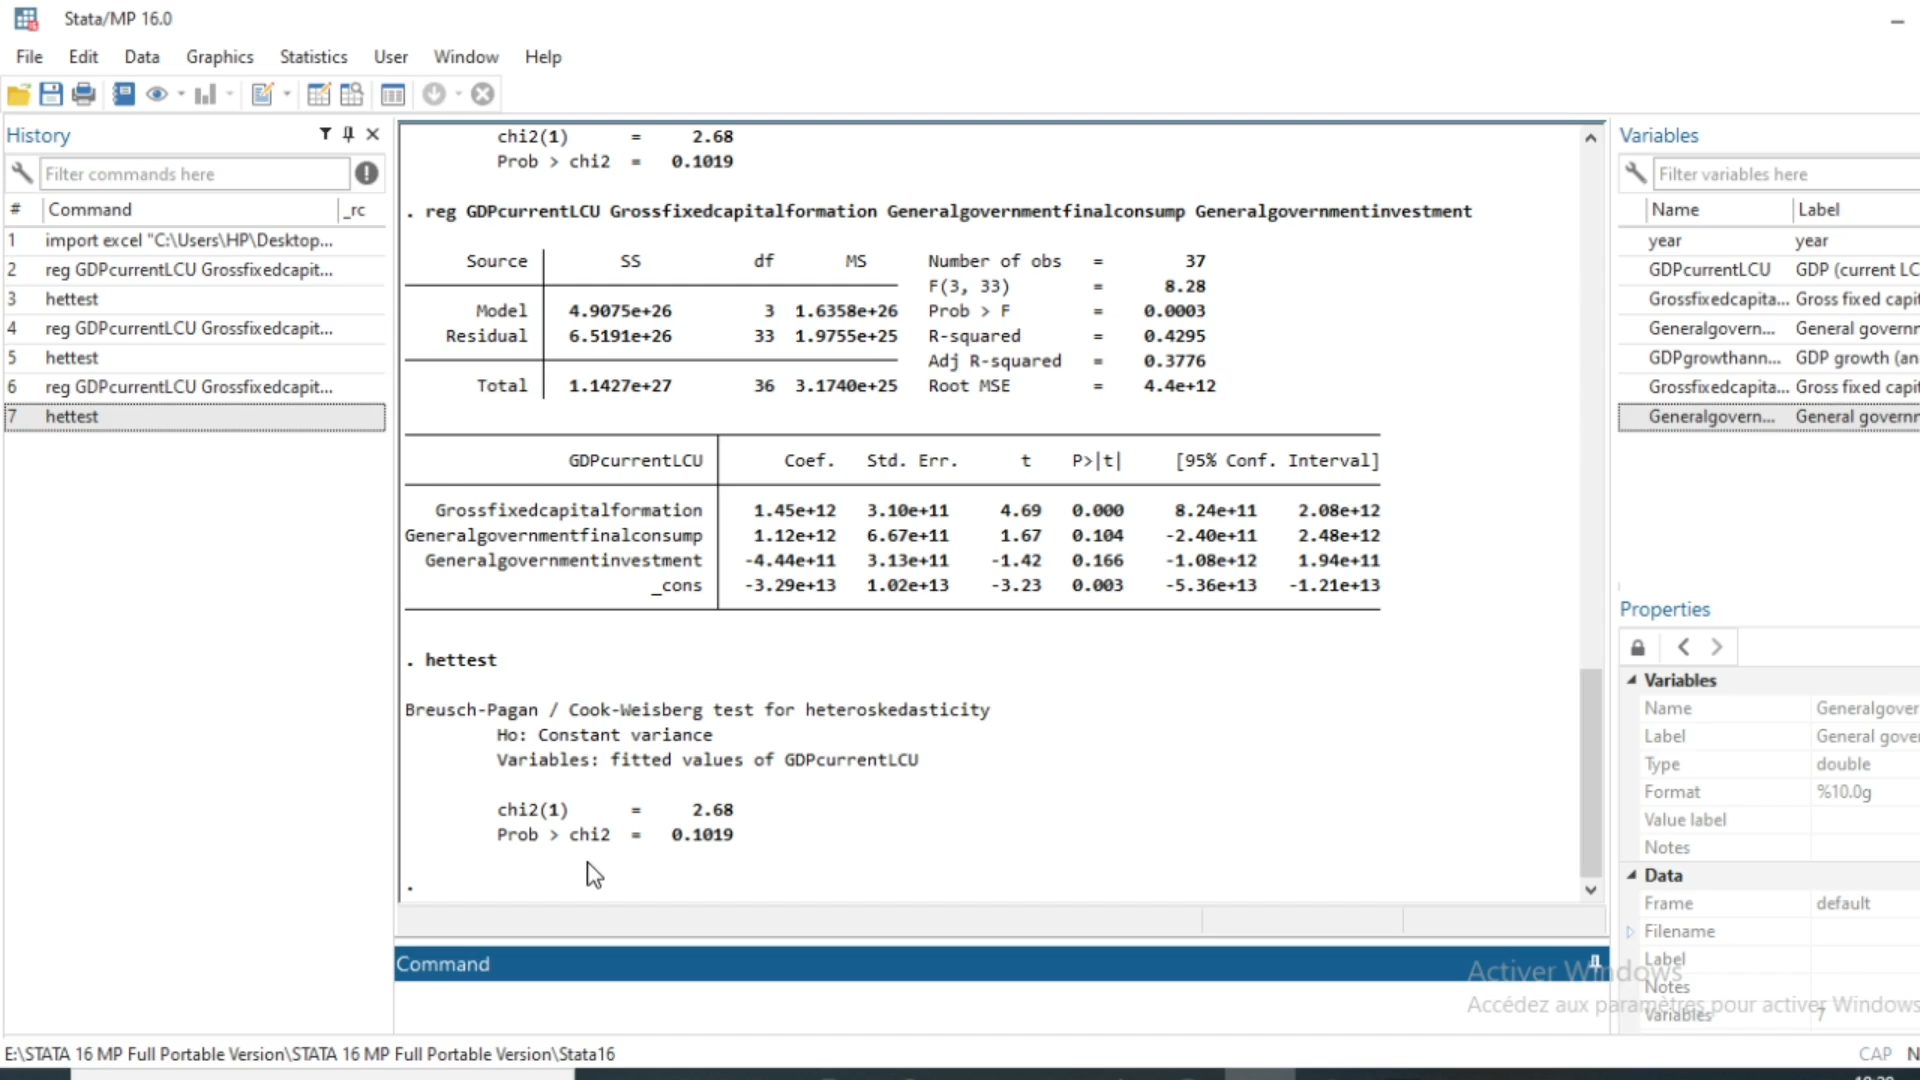 Stata/MP 16.0
File Edit Data Graphics Statistics User Window Help
History
Filter commands here
# Command _rc
1 import excel "C:\Users\HP\Desktop...
2 reg GDPcurrentLCU Grossfixedcapit...
3 hettest
4 reg GDPcurrentLCU Grossfixedcapit...
5 hettest
6 reg GDPcurrentLCU Grossfixedcapit...
7 hettest
chi2(1) = 2.68
Prob > chi2 = 0.1019
. reg GDPcurrentLCU Grossfixedcapitalformation Generalgovernmentfinalconsump Generalgovernmentinvestment
Source SS df MS Number of obs = 37
F(3, 33) = 8.28
Model 4.9075e+26 3 1.6358e+26 Prob > F = 0.0003
Residual 6.5191e+26 33 1.9755e+25 R-squared = 0.4295
Adj R-squared = 0.3776
Total 1.1427e+27 36 3.1740e+25 Root MSE = 4.4e+12
GDPcurrentLCU Coef. Std. Err. t P>|t| [95% Conf. Interval]
Grossfixedcapitalformation 1.45e+12 3.10e+11 4.69 0.000 8.24e+11 2.08e+12
Generalgovernmentfinalconsump 1.12e+12 6.67e+11 1.67 0.104 -2.40e+11 2.48e+12
Generalgovernmentinvestment -4.44e+11 3.13e+11 -1.42 0.166 -1.08e+12 1.94e+11
_cons -3.29e+13 1.02e+13 -3.23 0.003 -5.36e+13 -1.21e+13
. hettest
Breusch-Pagan / Cook-Weisberg test for heteroskedasticity
Ho: Constant variance
Variables: fitted values of GDPcurrentLCU
chi2(1) = 2.68
Prob > chi2 = 0.1019
.
Command
Variables
Filter variables here
Name Label
year year
GDPcurrentLCU GDP (current LC
Grossfixedcapita... Gross fixed capit
Generalgovern... General governm
GDPgrowthann... GDP growth (an
Grossfixedcapita... Gross fixed capit
Generalgovern... General governm
Properties
Variables
Name Generalgover
Label General gove
Type double
Format %10.0g
Value label
Notes
Data
Frame default
Filename
Label
Notes
Variables 7
Activer Windows
Accédez aux paramètres pour activer Windows
E:\STATA 16 MP Full Portable Version\STATA 16 MP Full Portable Version\Stata16
CAP N